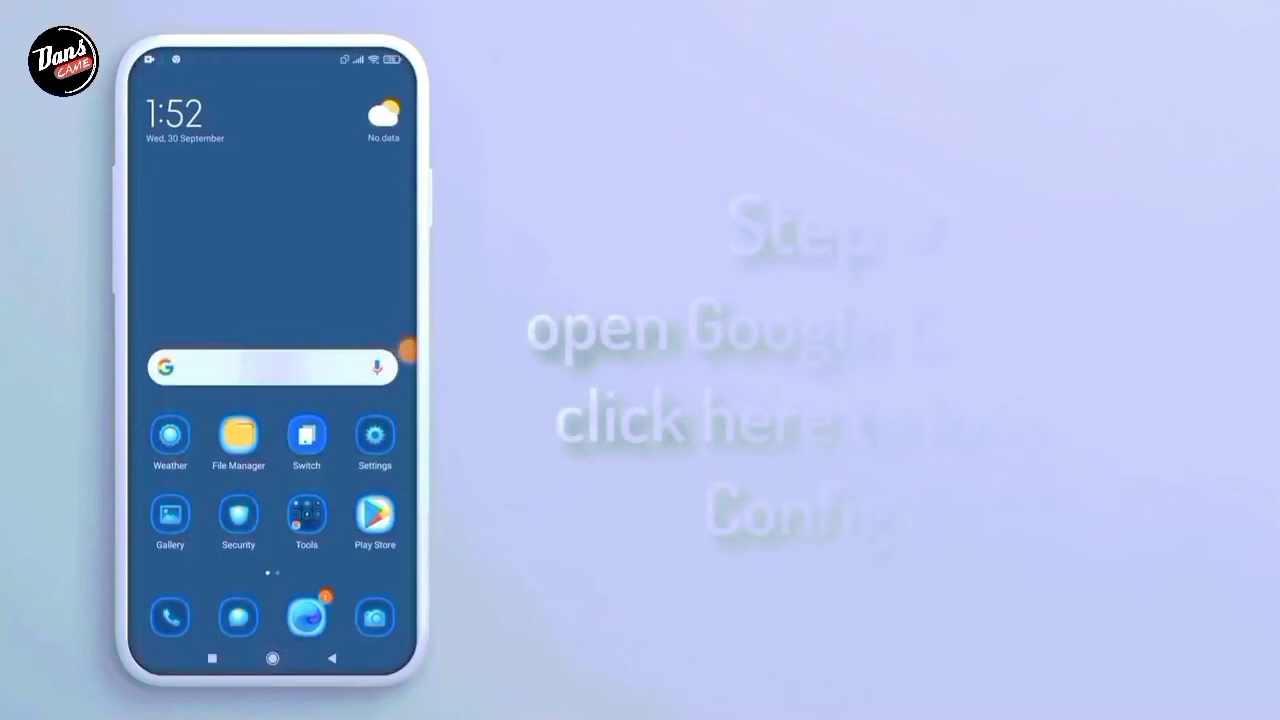 Dans
GAME
1:52
Wed, 30 September
No data
Weather
File Manager
Switch
Settings
Gallery
Security
Tools
Play Store
Step
open Google
click here